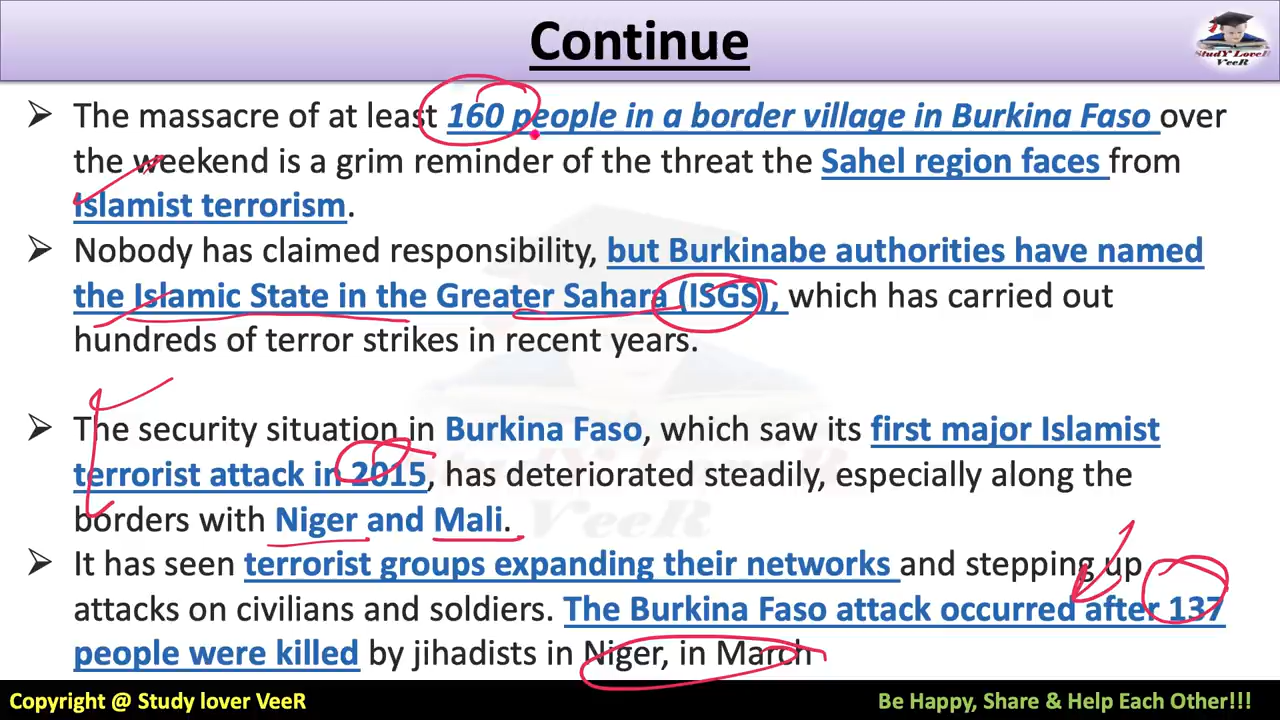 Continue
StudY LoveR
VeeR
➢ The massacre of at least 160 people in a border village in Burkina Faso over
the weekend is a grim reminder of the threat the Sahel region faces from
Islamist terrorism.
➢ Nobody has claimed responsibility, but Burkinabe authorities have named
the Islamic State in the Greater Sahara (ISGS), which has carried out
hundreds of terror strikes in recent years.
➢ The security situation in Burkina Faso, which saw its first major Islamist
terrorist attack in 2015, has deteriorated steadily, especially along the
borders with Niger and Mali.
➢ It has seen terrorist groups expanding their networks and stepping up
attacks on civilians and soldiers. The Burkina Faso attack occurred after 137
people were killed by jihadists in Niger, in March
StudY LoveR
VeeR
Copyright @ Study lover VeeR
Be Happy, Share & Help Each Other!!!